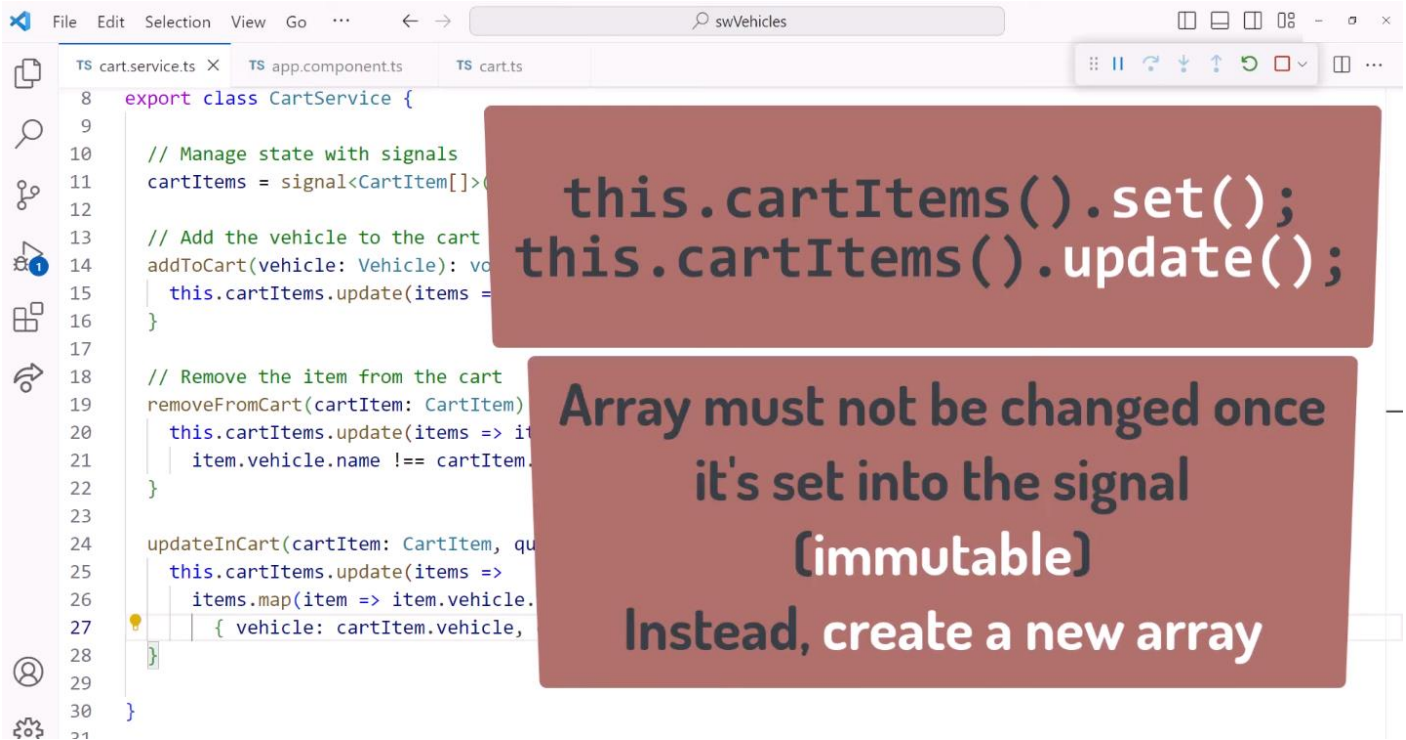 File Edit Selection View Go ··· swVehicles
TS cart.service.ts TS app.component.ts TS cart.ts
8 export class CartService {
9
10 // Manage state with signals
11 cartItems = signal<CartItem[]>(
12
13 // Add the vehicle to the cart
14 addToCart(vehicle: Vehicle): vo
15 this.cartItems.update(items =
16 }
17
18 // Remove the item from the cart
19 removeFromCart(cartItem: CartItem)
20 this.cartItems.update(items => it
21 item.vehicle.name !== cartItem.
22 }
23
24 updateInCart(cartItem: CartItem, qu
25 this.cartItems.update(items =>
26 items.map(item => item.vehicle.
27 { vehicle: cartItem.vehicle,
28 }
29
30 }
31
1
this.cartItems().set();
this.cartItems().update();
Array must not be changed once
it's set into the signal
(immutable)
Instead, create a new array